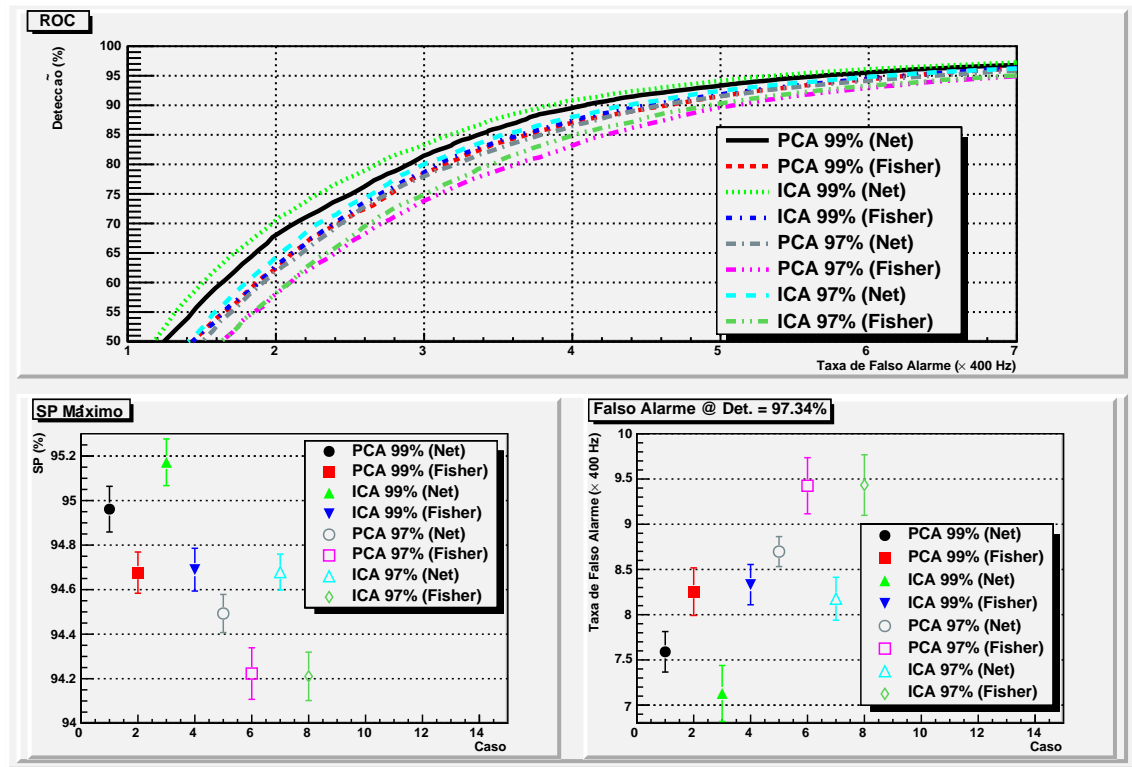 ROC
Detecc ão (%)
100
95
90
85
80
75
70
65
60
55
50
1 2 3 4 5 6 7
Taxa de Falso Alarme (× 400 Hz)
PCA 99% (Net)
PCA 99% (Fisher)
ICA 99% (Net)
ICA 99% (Fisher)
PCA 97% (Net)
PCA 97% (Fisher)
ICA 97% (Net)
ICA 97% (Fisher)
SP Máximo
SP (%)
95.2
95
94.8
94.6
94.4
94.2
94
0 2 4 6 8 10 12 14
Caso
PCA 99% (Net)
PCA 99% (Fisher)
ICA 99% (Net)
ICA 99% (Fisher)
PCA 97% (Net)
PCA 97% (Fisher)
ICA 97% (Net)
ICA 97% (Fisher)
Falso Alarme @ Det. = 97.34%
Taxa de Falso Alarme (× 400 Hz)
10
9.5
9
8.5
8
7.5
7
0 2 4 6 8 10 12 14
Caso
PCA 99% (Net)
PCA 99% (Fisher)
ICA 99% (Net)
ICA 99% (Fisher)
PCA 97% (Net)
PCA 97% (Fisher)
ICA 97% (Net)
ICA 97% (Fisher)